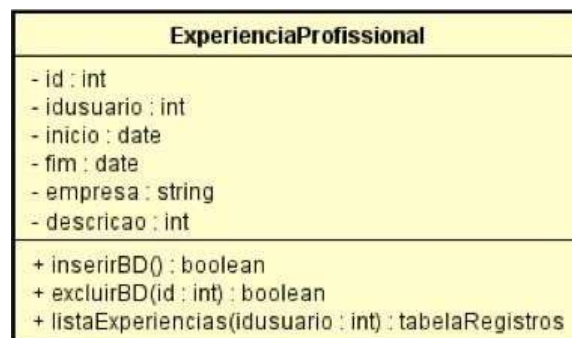 ExperienciaProfissional
- id : int
- idusuario : int
- inicio : date
- fim : date
- empresa : string
- descricao : int
+ inserirBD() : boolean
+ excluirBD(id : int) : boolean
+ listaExperiencias(idusuario : int) : tabelaRegistros